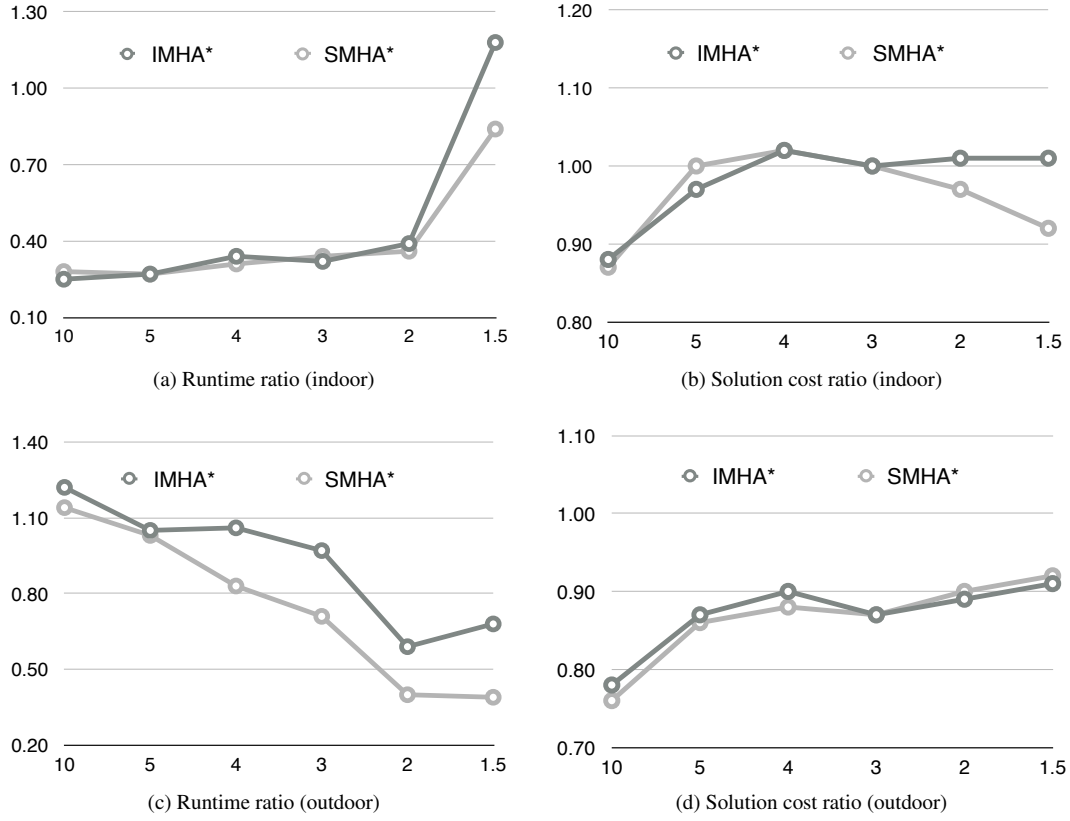 1.30
IMHA* SMHA*
1.00
0.70
0.40
0.10
10 5 4 3 2 1.5
(a) Runtime ratio (indoor)
1.20
IMHA* SMHA*
1.10
1.00
0.90
0.80
10 5 4 3 2 1.5
(b) Solution cost ratio (indoor)
1.40
IMHA* SMHA*
1.10
0.80
0.50
0.20
10 5 4 3 2 1.5
(c) Runtime ratio (outdoor)
1.10
IMHA* SMHA*
1.00
0.90
0.80
0.70
10 5 4 3 2 1.5
(d) Solution cost ratio (outdoor)